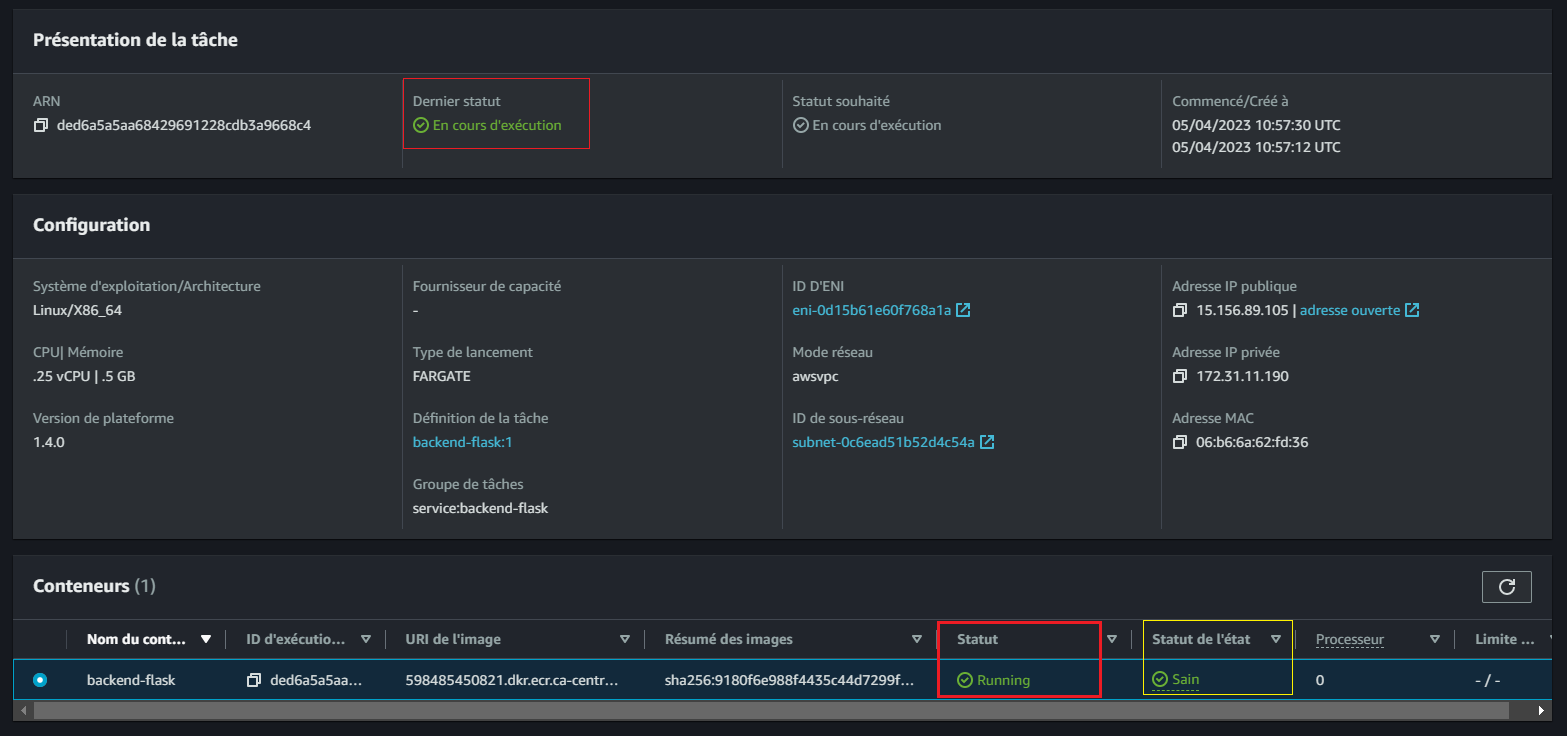 Présentation de la tâche
ARN
ded6a5a5aa68429691228cdb3a9668c4
Dernier statut
En cours d'exécution
Statut souhaité
En cours d'exécution
Commencé/Créé à
05/04/2023 10:57:30 UTC
05/04/2023 10:57:12 UTC
Configuration
Système d'exploitation/Architecture
Linux/X86_64
CPU| Mémoire
.25 vCPU | .5 GB
Version de plateforme
1.4.0
Fournisseur de capacité
-
Type de lancement
FARGATE
Définition de la tâche
backend-flask:1
Groupe de tâches
service:backend-flask
ID D'ENI
eni-0d15b61e60f768a1a
Mode réseau
awsvpc
ID de sous-réseau
subnet-0c6ead51b52d4c54a
Adresse IP publique
15.156.89.105 | adresse ouverte
Adresse IP privée
172.31.11.190
Adresse MAC
06:b6:6a:62:fd:36
Conteneurs (1)
Nom du cont... ID d'exécutio... URI de l'image Résumé des images Statut Statut de l'état Processeur Limite ...
backend-flask ded6a5a5aa... 598485450821.dkr.ecr.ca-centr... sha256:9180f6e988f4435c44d7299f... Running Sain 0 - / -